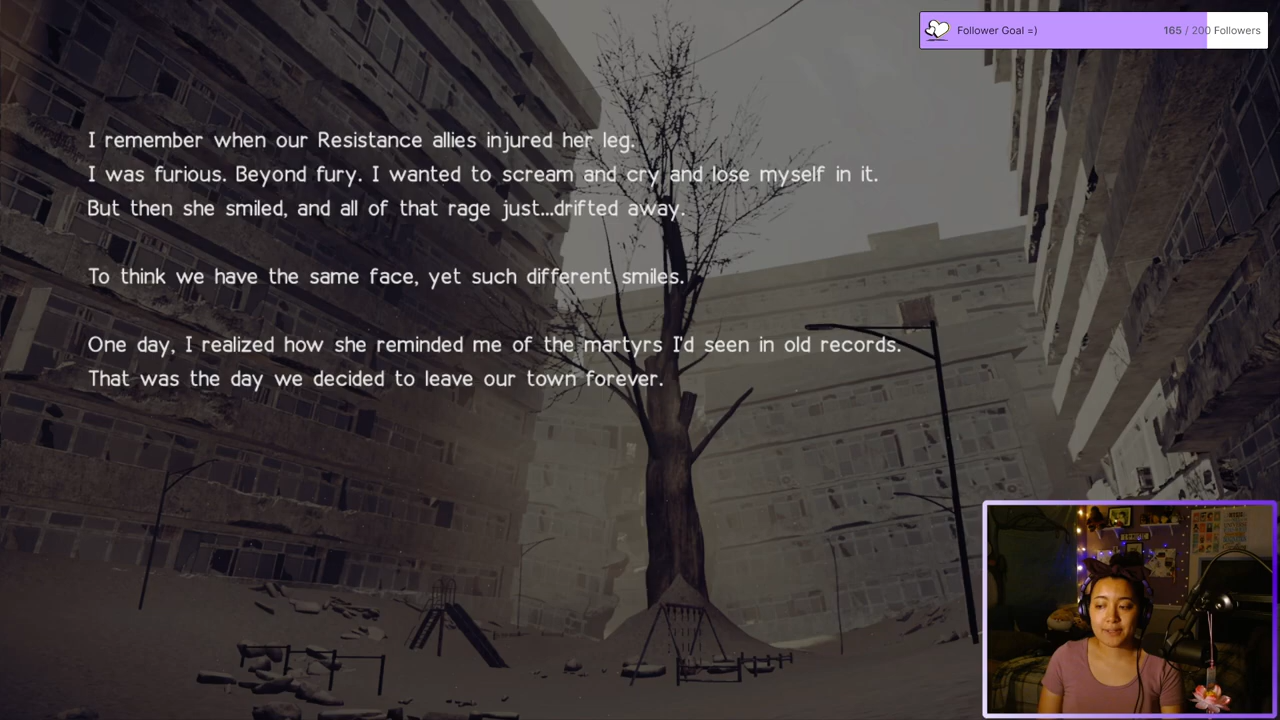 Follower Goal =)
165 / 200 Followers
I remember when our Resistance allies injured her leg.
I was furious. Beyond fury. I wanted to scream and cry and lose myself in it.
But then she smiled, and all of that rage just...drifted away.
To think we have the same face, yet such different smiles.
One day, I realized how she reminded me of the martyrs I'd seen in old records.
That was the day we decided to leave our town forever.